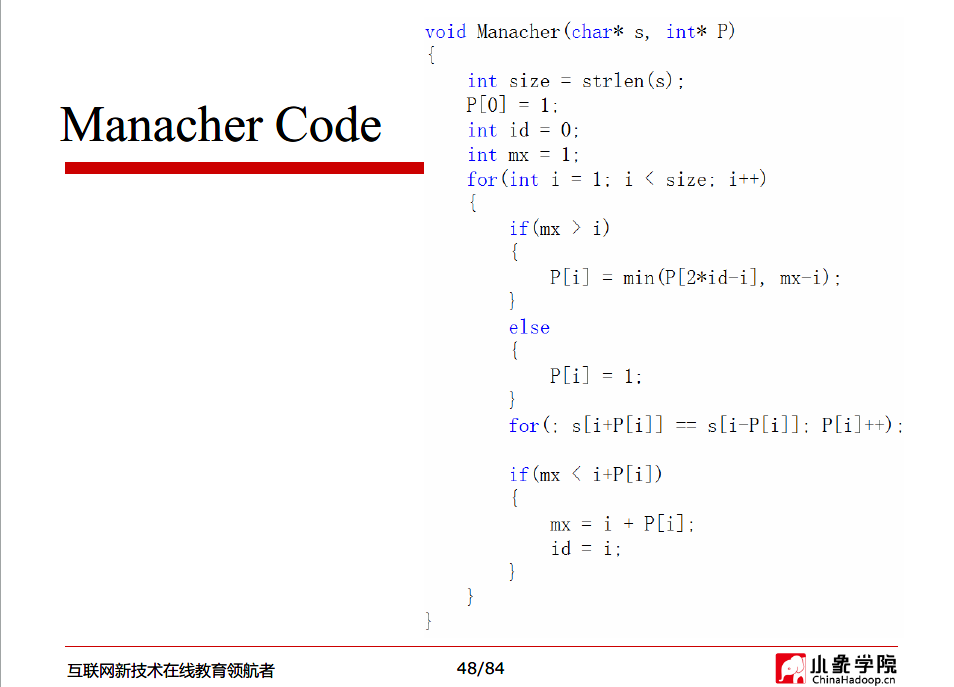 Manacher Code
void Manacher(char* s, int* P)
{
    int size = strlen(s);
    P[0] = 1;
    int id = 0;
    int mx = 1;
    for(int i = 1; i < size; i++)
    {
        if(mx > i)
        {
            P[i] = min(P[2*id-i], mx-i);
        }
        else
        {
            P[i] = 1;
        }
        for(; s[i+P[i]] == s[i-P[i]]; P[i]++);

        if(mx < i+P[i])
        {
            mx = i + P[i];
            id = i;
        }
    }
}
互联网新技术在线教育领航者
48/84
小象学院
ChinaHadoop.cn